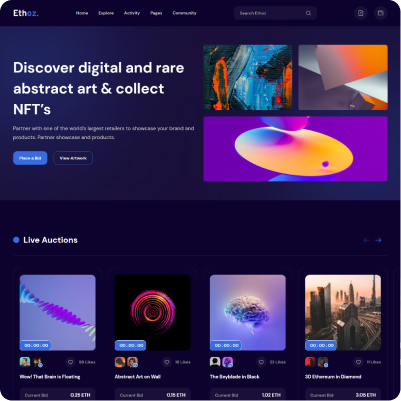 Ethoz.
Home Explore Activity Pages Community
Search Ethoz
Discover digital and rare
abstract art & collect
NFT's
Partner with one of the world's largest retailers to showcase your brand and
products. Partner showcase and products.
Place a Bid View Artwork
Live Auctions
00 : 00 : 00 00 : 00 : 00 00 : 00 : 00 00 : 00 : 00
59 Likes 16 Likes 23 Likes 11 Likes
Wow! That Brain is Floating Abstract Art on Wall The Beyblade in Black 3D Ethereum in Diamond
Current Bid 0.25 ETH Current Bid 0.15 ETH Current Bid 1.02 ETH Current Bid 3.05 ETH